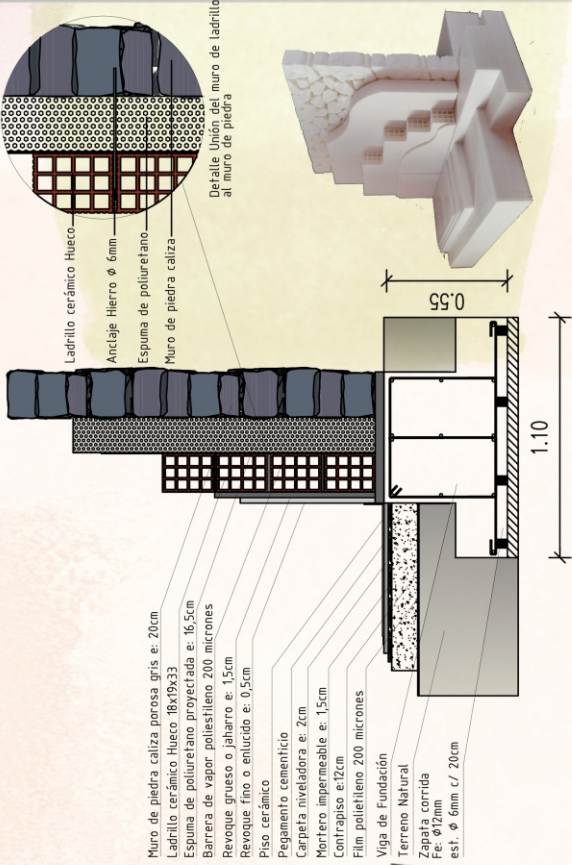 Ladrillo cerámico Hueco
Anclaje Hierro ϕ 6mm
Espuma de poliuretano
Muro de piedra caliza
Detalle Unión del muro de ladrillo
al muro de piedra
0.55
1.10
Muro de piedra caliza porosa gris e: 20cm
Ladrillo cerámico Hueco 18x19x33
Espuma de poliuretano proyectada e: 16,5cm
Barrera de vapor poliestileno 200 micrones
Revoque grueso o jaharro e: 1,5cm
Revoque fino o enlucido e: 0,5cm
Piso cerámico
Pegamento cementicio
Carpeta niveladora e: 2cm
Mortero impermeable e: 1,5cm
Contrapiso e:12cm
Film polietileno 200 micrones
Viga de Fundación
Terreno Natural
Zapata corrida
Fe: Φ12mm
est. ϕ 6mm c/ 20cm